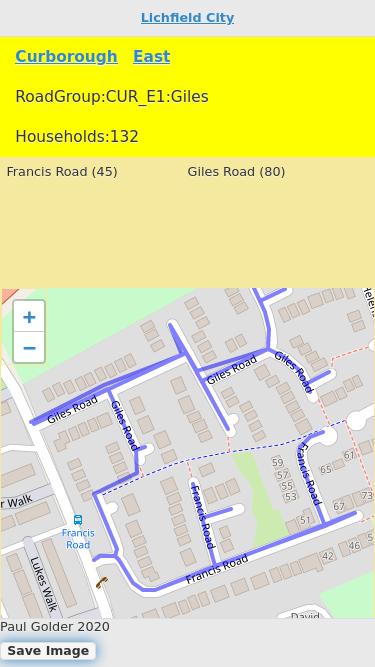 Lichfield City
Curborough East
RoadGroup:CUR_E1:Giles
Households:132
Francis Road (45) Giles Road (80)
+
−
Giles Road
Giles Road
Giles Road
Giles Road
59
57
55
53
51
61
65
67
73
Francis Road
Francis Road
Francis Road
42
46
r Walk
Francis
Road
Lukes Walk
David
Paul Golder 2020
Save Image